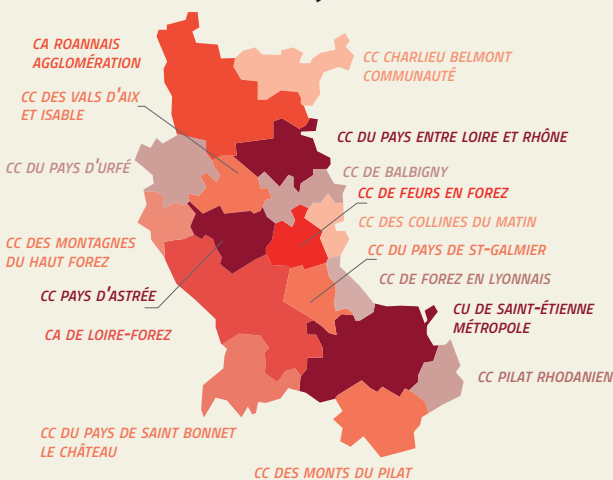 CA ROANNAIS
AGGLOMÉRATION
CC CHARLIEU BELMONT
COMMUNAUTÉ
CC DES VALS D'AIX
ET ISABLE
CC DU PAYS ENTRE LOIRE ET RHÔNE
CC DU PAYS D'URFÉ
CC DE BALBIGNY
CC DE FEURS EN FOREZ
CC DES COLLINES DU MATIN
CC DES MONTAGNES
DU HAUT FOREZ
CC DU PAYS DE ST-GALMIER
CC DE FOREZ EN LYONNAIS
CC PAYS D'ASTRÉE
CU DE SAINT-ÉTIENNE
MÉTROPOLE
CA DE LOIRE-FOREZ
CC PILAT RHODANIEN
CC DU PAYS DE SAINT BONNET
LE CHÂTEAU
CC DES MONTS DU PILAT